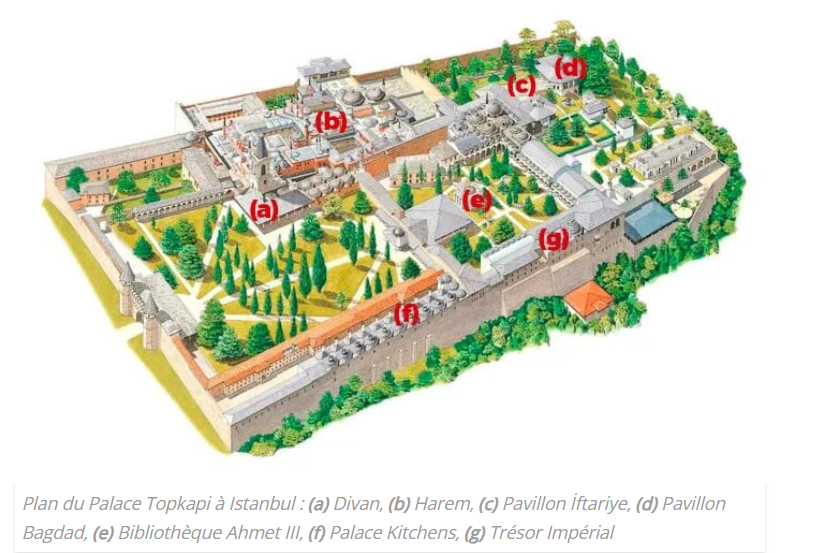 (d)
(c)
(b)
(e)
(a)
(g)
(f)
Plan du Palace Topkapi à Istanbul : (a) Divan, (b) Harem, (c) Pavillon İftariye, (d) Pavillon
Bagdad, (e) Bibliothèque Ahmet III, (f) Palace Kitchens, (g) Trésor Impérial